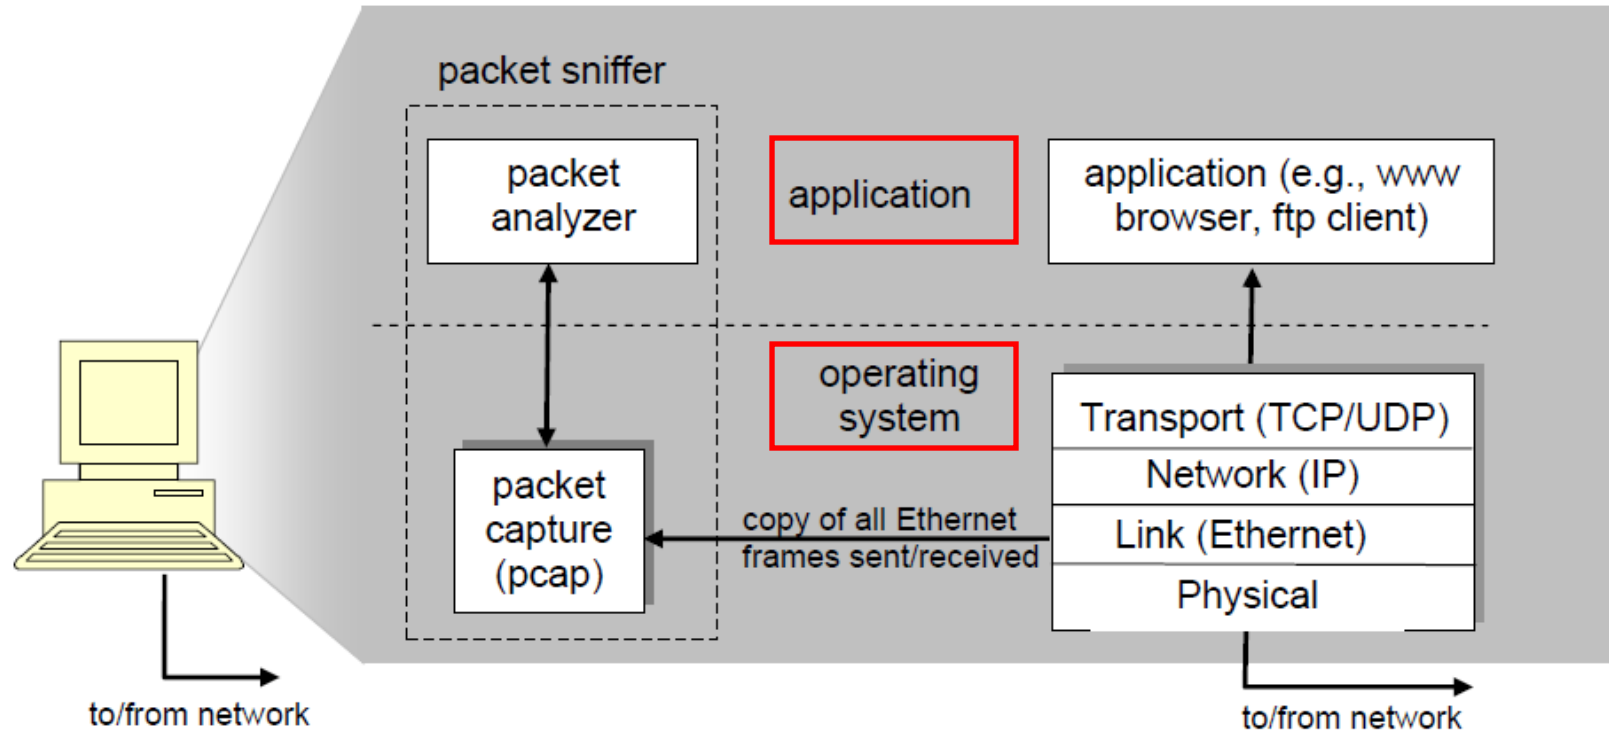 packet sniffer
packet
analyzer
application
application (e.g., www
browser, ftp client)
operating
system
packet
capture
(pcap)
copy of all Ethernet
frames sent/received
Transport (TCP/UDP)
Network (IP)
Link (Ethernet)
Physical
to/from network
to/from network